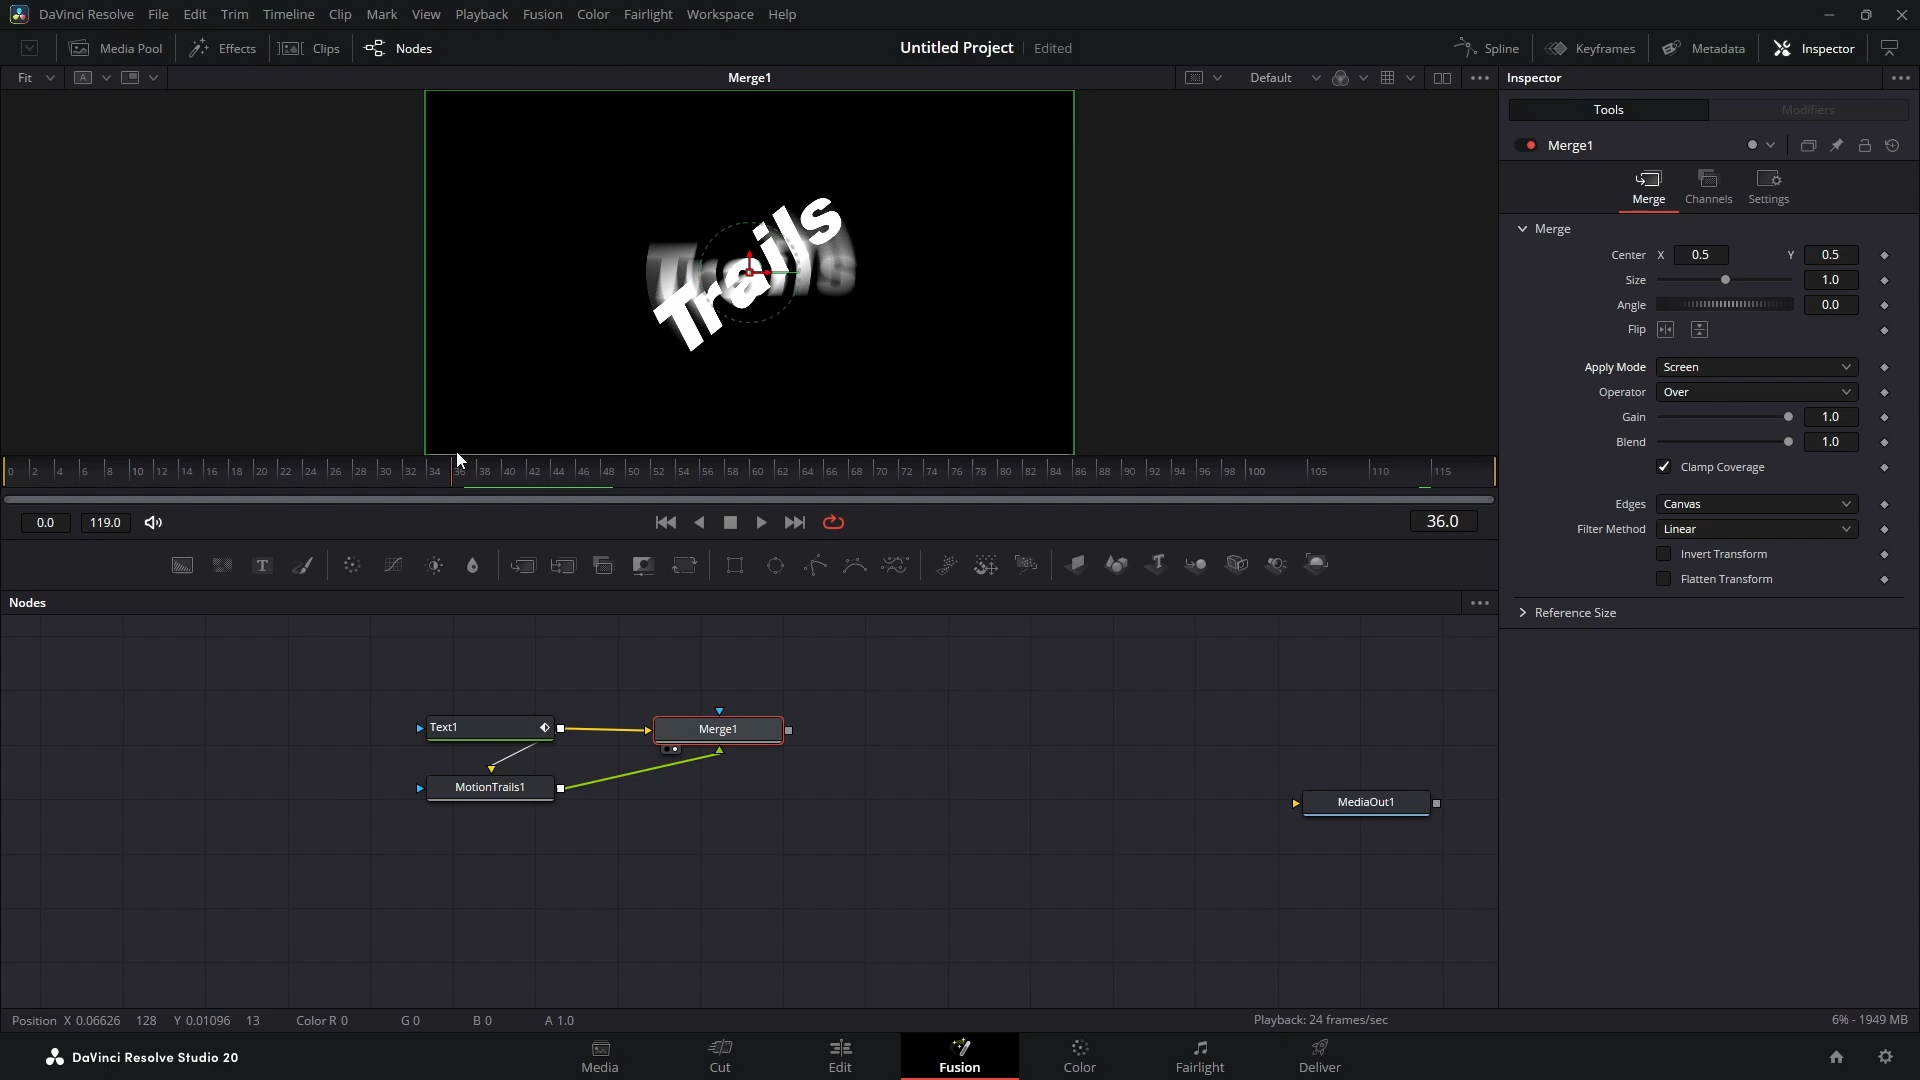 DaVinci Resolve File Edit Trim Timeline Clip Mark View Playback Fusion Color Fairlight Workspace Help
Media Pool Effects Clips Nodes Untitled Project Edited Spline Keyframes Metadata Inspector
Fit A Merge1 Default Inspector
Tools Modifiers
Merge1
Merge Channels Settings
Merge
Center X 0.5 Y 0.5
Size 1.0
Angle 0.0
Flip
Apply Mode Screen
Operator Over
Gain 1.0
Blend 1.0
Clamp Coverage
Edges Canvas
Filter Method Linear
Invert Transform
Flatten Transform
Reference Size
Trails
0 2 4 6 8 10 12 14 16 18 20 22 24 26 28 30 32 34 36 38 40 42 44 46 48 50 52 54 56 58 60 62 64 66 68 70 72 74 76 78 80 82 84 86 88 90 92 94 96 98 100 105 110 115
0.0 119.0 36.0
T T
Nodes
Text1 Merge1
MotionTrails1 MediaOut1
Position X 0.06626 128 Y 0.01096 13 Color R 0 G 0 B 0 A 1.0 Playback: 24 frames/sec 6% - 1949 MB
DaVinci Resolve Studio 20 Media Cut Edit Fusion Color Fairlight Deliver